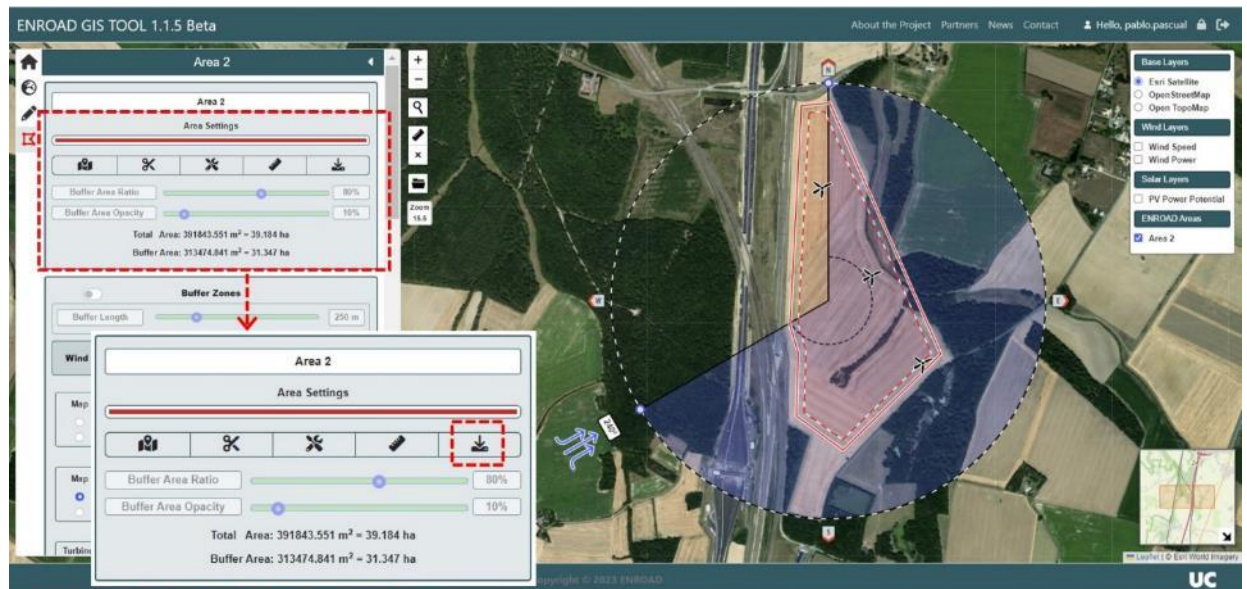 ENROAD GIS TOOL 1.1.5 Beta
About the Project Partners News Contact Hello, pablo.pascual
Area 2
Area 2
Area Settings
Buffer Area Ratio 80%
Buffer Area Opacity 10%
Total Area: 391843.551 m² = 39.184 ha
Buffer Area: 313474.841 m² = 31.347 ha
Buffer Zones
Buffer Length 250 m
Wind
Map
Map
Turbine
Area 2
Area Settings
Buffer Area Ratio 80%
Buffer Area Opacity 10%
Total Area: 391843.551 m² = 39.184 ha
Buffer Area: 313474.841 m² = 31.347 ha
+
−
×
Zoom
15.5
N
W
E
S
240°
Base Layers
Esri Satellite
OpenStreetMap
Open TopoMap
Wind Layers
Wind Speed
Wind Power
Solar Layers
PV Power Potential
ENROAD Areas
Area 2
Leaflet | © Esri World Imagery
opyright © 2023 ENROAD
UC